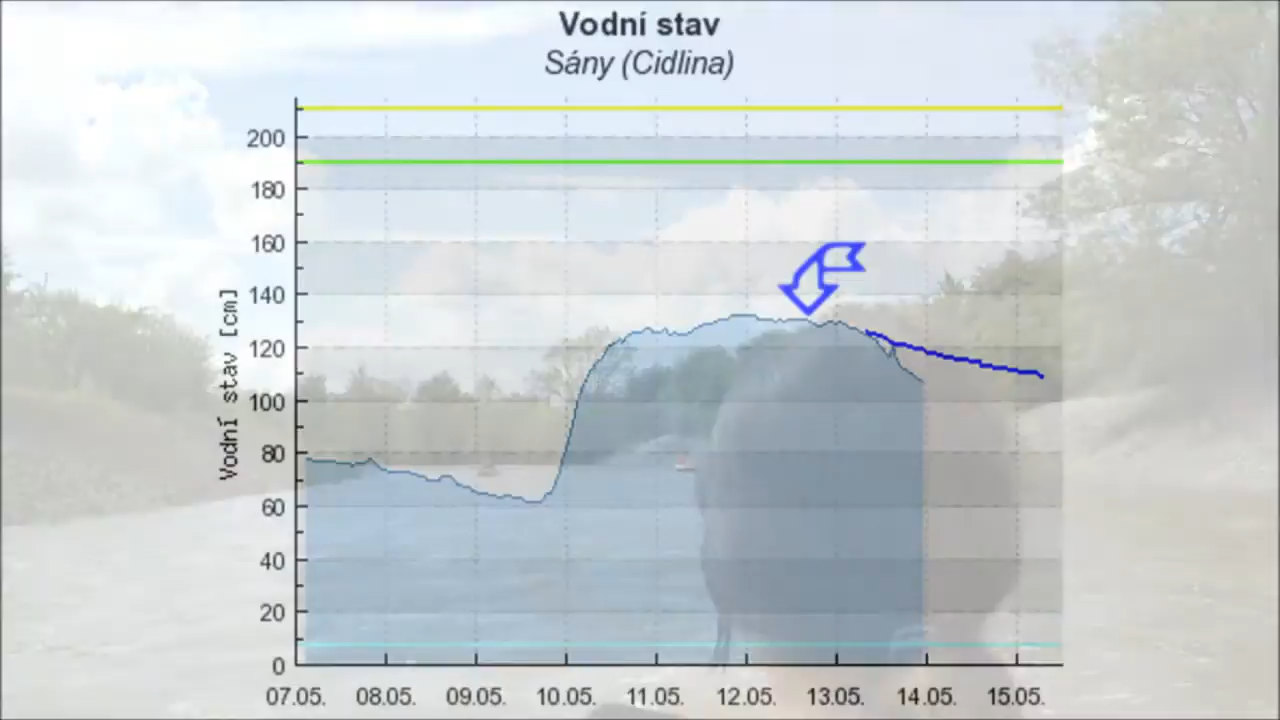 Vodní stav
Sány (Cidlina)
Vodní stav [cm]
200
180
160
140
120
100
80
60
40
20
0
07.05. 08.05. 09.05. 10.05. 11.05. 12.05. 13.05. 14.05. 15.05.